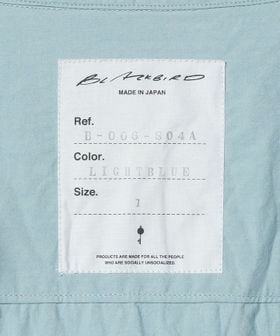 BLACKBIRD
MADE IN JAPAN
Ref.
B-006-S04A
Color.
LIGHTBLUE
Size.
1
PRODUCTS ARE MADE FOR ALL THE PEOPLE
WHO ARE SOCIALLY UNSOCIALIZED.